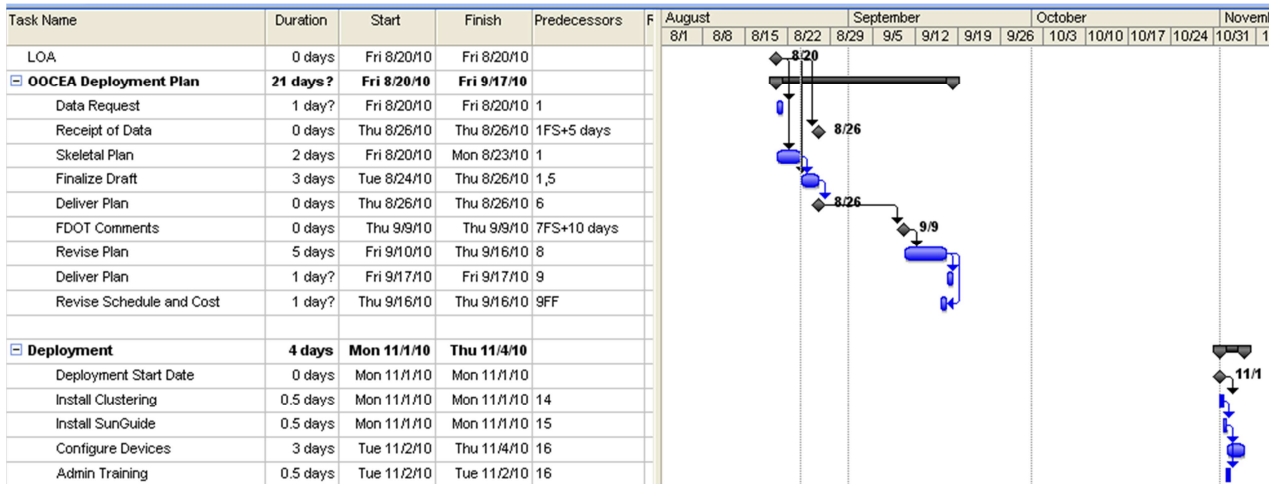 Task Name Duration Start Finish Predecessors R August September October Novem
8/1 8/8 8/15 8/22 8/29 9/5 9/12 9/19 9/26 10/3 10/10 10/17 10/24 10/31 1
LOA 0 days Fri 8/20/10 Fri 8/20/10 8/20
OOCEA Deployment Plan 21 days? Fri 8/20/10 Fri 9/17/10
Data Request 1 day? Fri 8/20/10 Fri 8/20/10 1
Receipt of Data 0 days Thu 8/26/10 Thu 8/26/10 1FS+5 days 8/26
Skeletal Plan 2 days Fri 8/20/10 Mon 8/23/10 1
Finalize Draft 3 days Tue 8/24/10 Thu 8/26/10 1,5
Deliver Plan 0 days Thu 8/26/10 Thu 8/26/10 6 8/26
FDOT Comments 0 days Thu 9/9/10 Thu 9/9/10 7FS+10 days 9/9
Revise Plan 5 days Fri 9/10/10 Thu 9/16/10 8
Deliver Plan 1 day? Fri 9/17/10 Fri 9/17/10 9
Revise Schedule and Cost 1 day? Thu 9/16/10 Thu 9/16/10 9FF
Deployment 4 days Mon 11/1/10 Thu 11/4/10
Deployment Start Date 0 days Mon 11/1/10 Mon 11/1/10 11/1
Install Clustering 0.5 days Mon 11/1/10 Mon 11/1/10 14
Install SunGuide 0.5 days Mon 11/1/10 Mon 11/1/10 15
Configure Devices 3 days Tue 11/2/10 Thu 11/4/10 16
Admin Training 0.5 days Tue 11/2/10 Tue 11/2/10 16